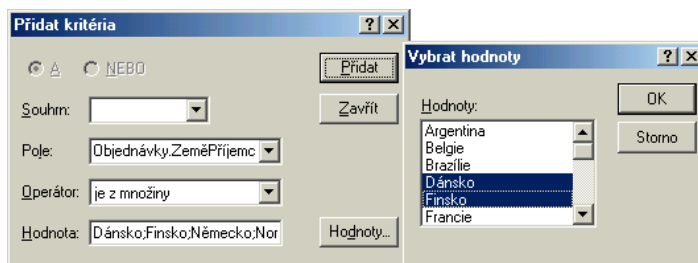 Přidat kritéria
A NEBO
Přidat
Souhrn:
Zavřít
Pole: Objednávky.ZeměPříjemc
Operátor: je z množiny
Hodnota: Dánsko;Finsko;Německo;Nor
Hodnoty...
Vybrat hodnoty
Hodnoty:
OK
Storno
Argentina
Belgie
Brazílie
Dánsko
Finsko
Francie